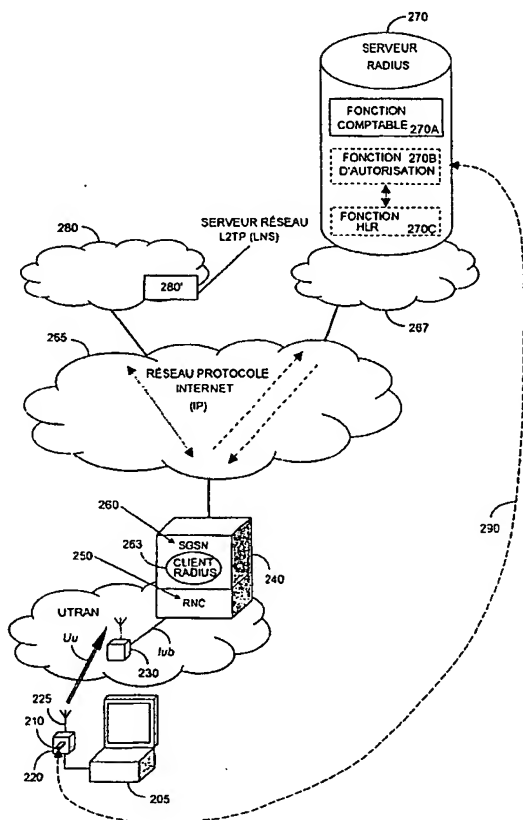 270
SERVEUR
RADIUS
FONCTION
COMPTABLE
270A
FONCTION
D'AUTORISATION
270B
FONCTION
HLR
270C
SERVEUR RÉSEAU
L2TP (LNS)
280
280'
267
265
RÉSEAU PROTOCOLE
INTERNET
(IP)
260
SGSN
263
CLIENT
RADIUS
240
250
RNC
290
UTRAN
Uu
Iub
230
225
210
220
205